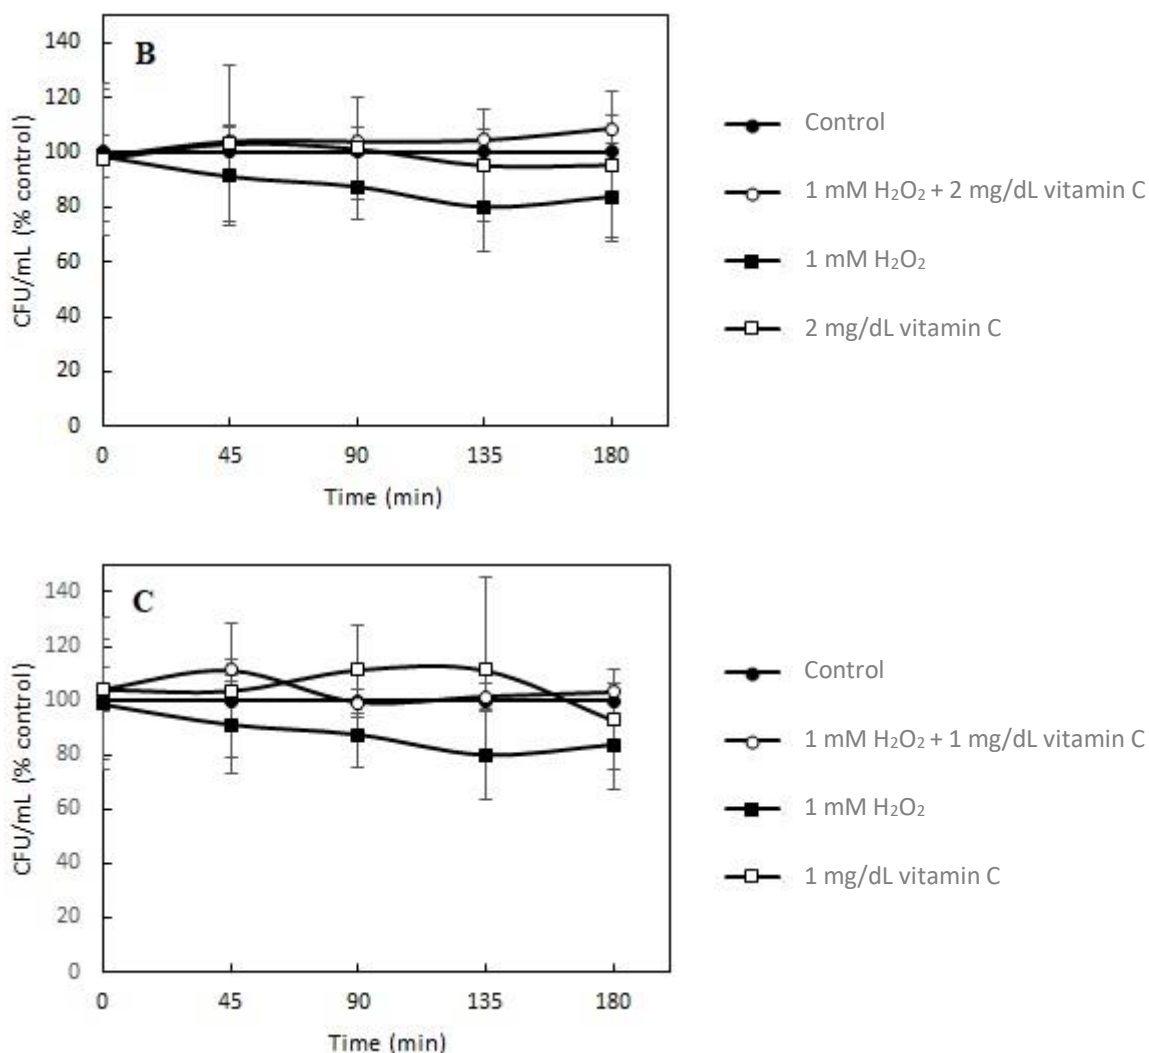 B
140
120
100
80
60
40
20
0
0 45 90 135 180
CFU/mL (% control)
Time (min)
Control
1 mM H₂O₂ + 2 mg/dL vitamin C
1 mM H₂O₂
2 mg/dL vitamin C
C
140
120
100
80
60
40
20
0
0 45 90 135 180
CFU/mL (% control)
Time (min)
Control
1 mM H₂O₂ + 1 mg/dL vitamin C
1 mM H₂O₂
1 mg/dL vitamin C